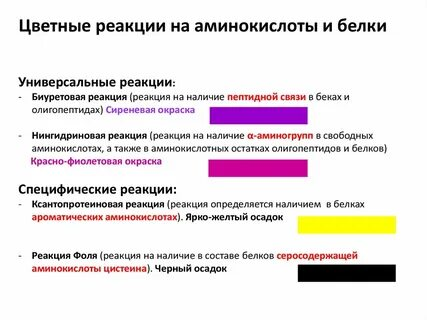 Цветные реакции на аминокислоты и белки
Универсальные реакции:
- Биуретовая реакция (реакция на наличие пептидной связи в беках и
олигопептидах) Сиреневая окраска
- Нингидриновая реакция (реакция на наличие α-аминогрупп в свободных
аминокислотах, а также в аминокислотных остатках олигопептидов и белков)
Красно-фиолетовая окраска
Специфические реакции:
- Ксантопротеиновая реакция (реакция определяется наличием в белках
ароматических аминокислотах). Ярко-желтый осадок
- Реакция Фоля (реакция на наличие в составе белков серосодержащей
аминокислоты цистеина). Черный осадок